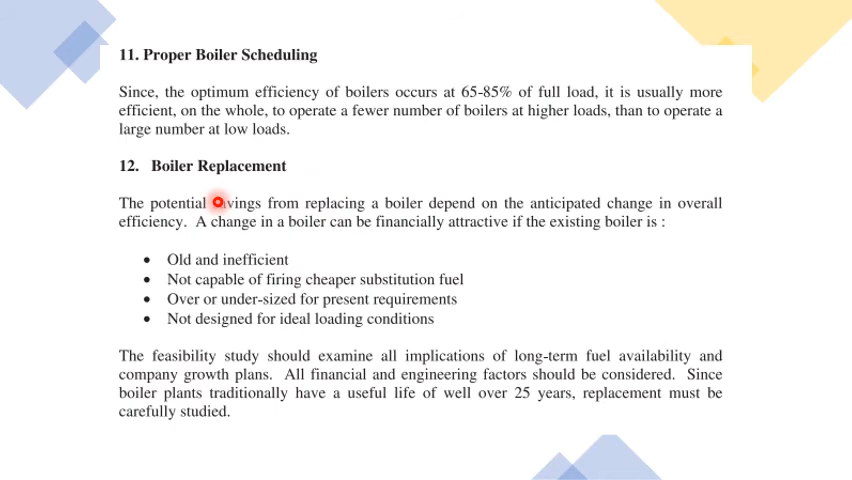 11. Proper Boiler Scheduling
Since, the optimum efficiency of boilers occurs at 65-85% of full load, it is usually more
efficient, on the whole, to operate a fewer number of boilers at higher loads, than to operate a
large number at low loads.
12. Boiler Replacement
The potential savings from replacing a boiler depend on the anticipated change in overall
efficiency. A change in a boiler can be financially attractive if the existing boiler is :
• Old and inefficient
• Not capable of firing cheaper substitution fuel
• Over or under-sized for present requirements
• Not designed for ideal loading conditions
The feasibility study should examine all implications of long-term fuel availability and
company growth plans. All financial and engineering factors should be considered. Since
boiler plants traditionally have a useful life of well over 25 years, replacement must be
carefully studied.